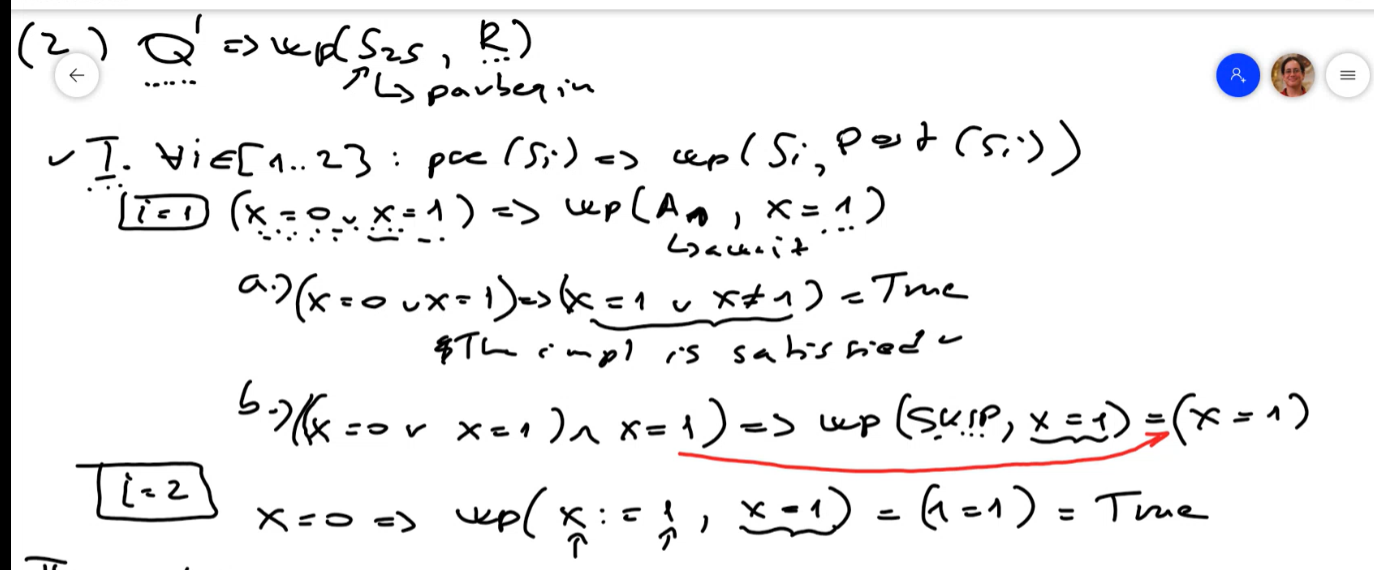 (2) Q' => wp(S25, R)
↳ parbegin
✓ I. ∀i∈[1..2] : pre(Si) => wp(Si, Post(Si))
i=1 (x=0 ∨ x=1) => wp(A1, x=1)
↳ await
a.) (x=0 ∨ x=1) => (x=1 ∨ x≠1) = True
The impl is satisfied ✓
b.) ((x=0 ∨ x=1) ∧ x=1) => wp(SKIP, x=1) = (x=1)
i=2 x=0 => wp(x:=1, x=1) = (1=1) = True